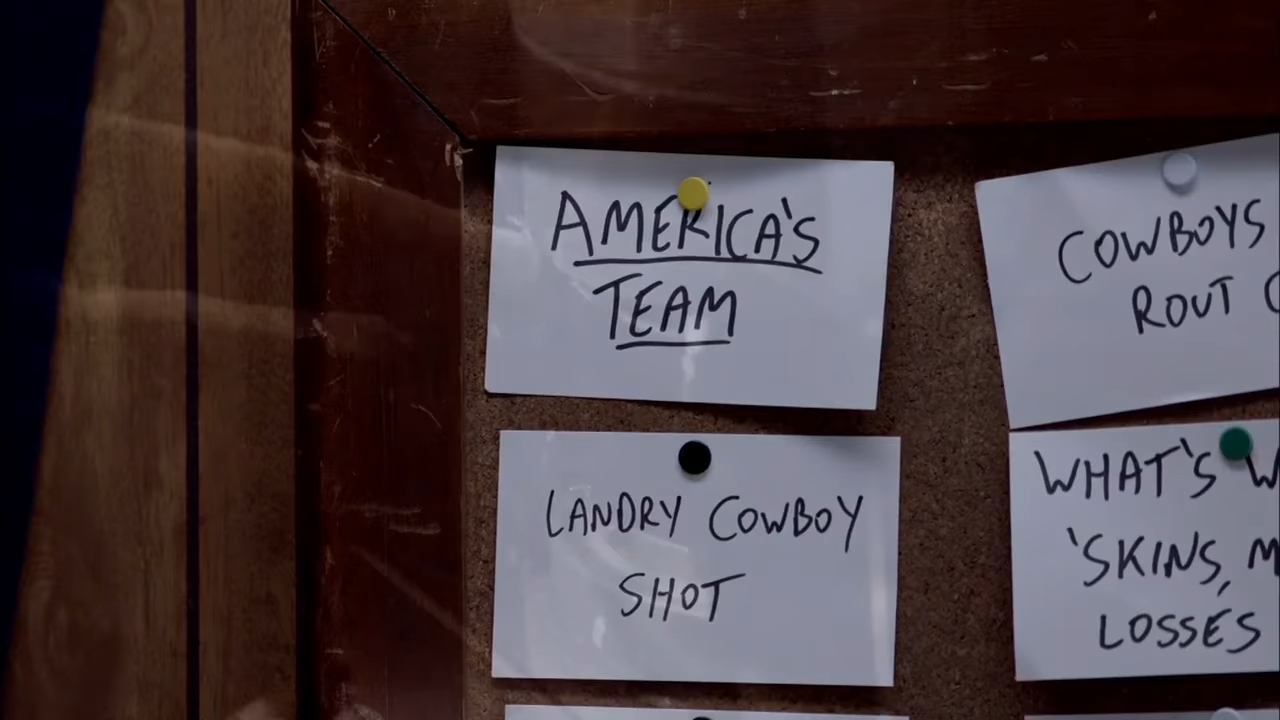 AMERICA'S
TEAM
COWBOYS
ROUT
LANDRY COWBOY
SHOT
WHAT'S
'SKINS,
LOSSES